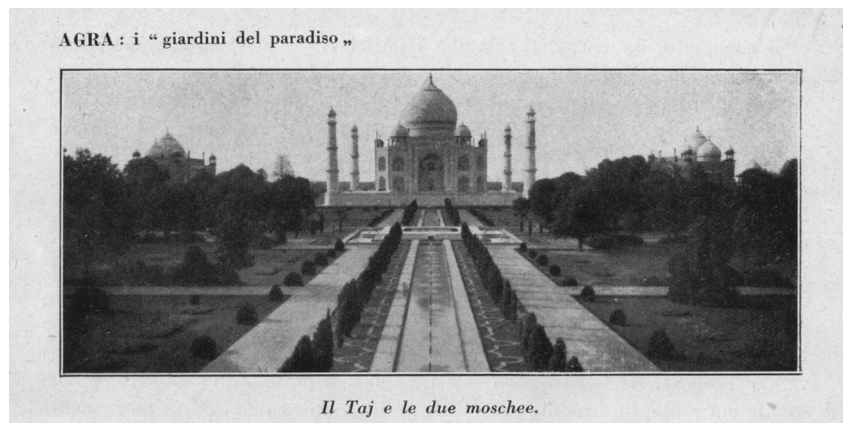 AGRA : i “ giardini del paradiso „
Il Taj e le due moschee.